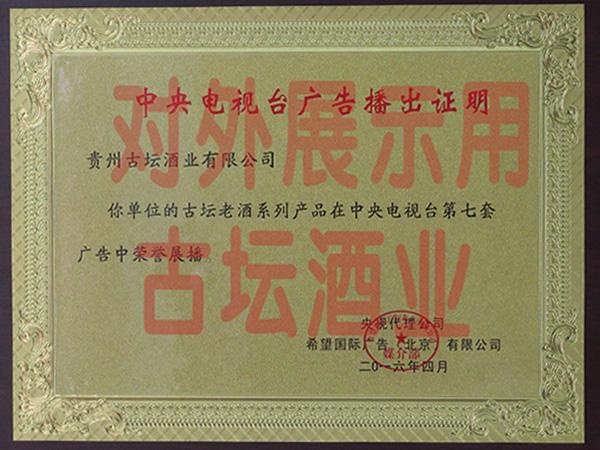 中央电视台广告播出证明
对外展示用
贵州古坛酒业有限公司
你单位的古坛老酒系列产品在中央电视台第七套
广告中荣誉展播。
古坛酒业
央视代理公司
希望国际广告（北京）有限公司
媒介部
二〇一六年四月